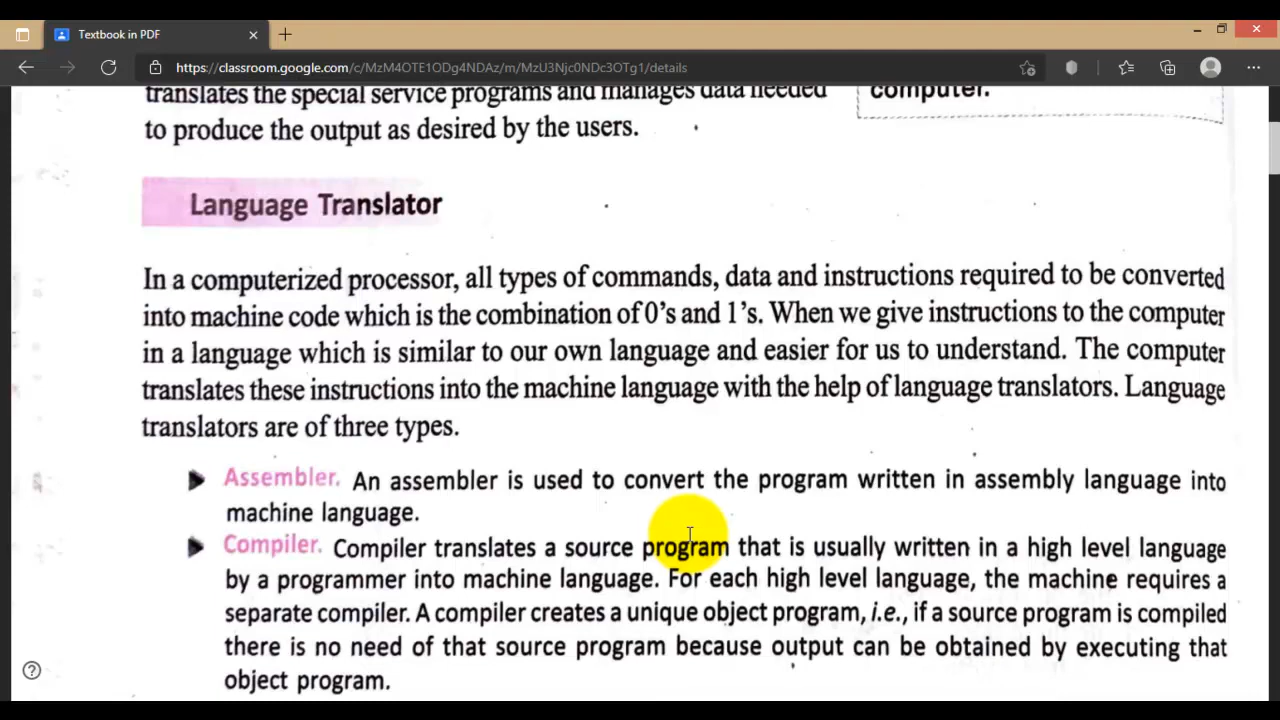 Textbook in PDF
https://classroom.google.com/c/MzM4OTE1ODg4NDAz/m/MzU3Njc0NDc3OTg1/details
translates the special service programs and manages data needed
to produce the output as desired by the users.
computer.
Language Translator
In a computerized processor, all types of commands, data and instructions required to be converted
into machine code which is the combination of 0's and 1's. When we give instructions to the computer
in a language which is similar to our own language and easier for us to understand. The computer
translates these instructions into the machine language with the help of language translators. Language
translators are of three types.
Assembler. An assembler is used to convert the program written in assembly language into
machine language.
Compiler. Compiler translates a source program that is usually written in a high level language
by a programmer into machine language. For each high level language, the machine requires a
separate compiler. A compiler creates a unique object program, i.e., if a source program is compiled
there is no need of that source program because output can be obtained by executing that
object program.